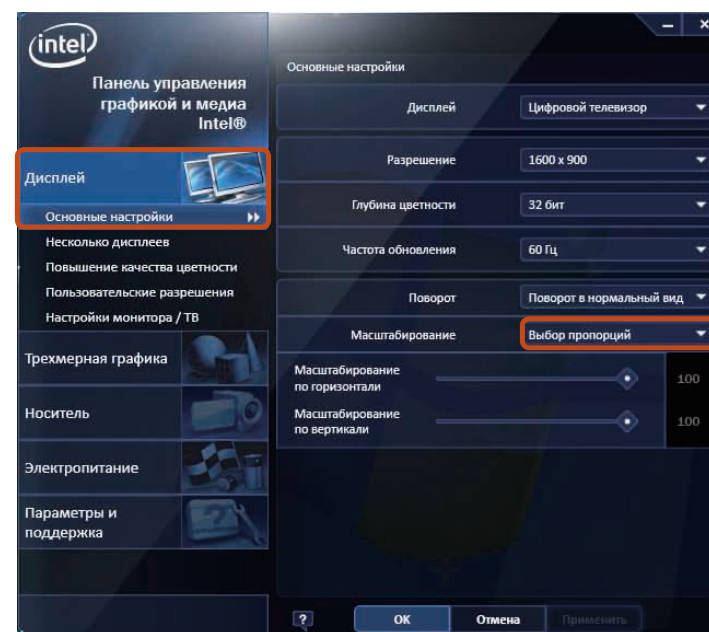 intel
Панель управления
графикой и медиа
Intel®
Дисплей
Основные настройки
Несколько дисплеев
Повышение качества цветности
Пользовательские разрешения
Настройки монитора / ТВ
Трехмерная графика
Носитель
Электропитание
Параметры и
поддержка
Основные настройки
Дисплей Цифровой телевизор
Разрешение 1600 x 900
Глубина цветности 32 бит
Частота обновления 60 Гц
Поворот Поворот в нормальный вид
Масштабирование Выбор пропорций
Масштабирование
по горизонтали 100
Масштабирование
по вертикали 100
? ОК Отмена Применить